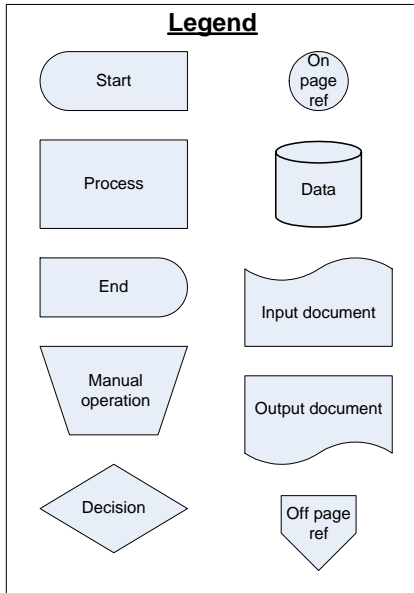 Legend
Start
On
page
ref
Process
Data
End
Input document
Manual
operation
Output document
Decision
Off page
ref